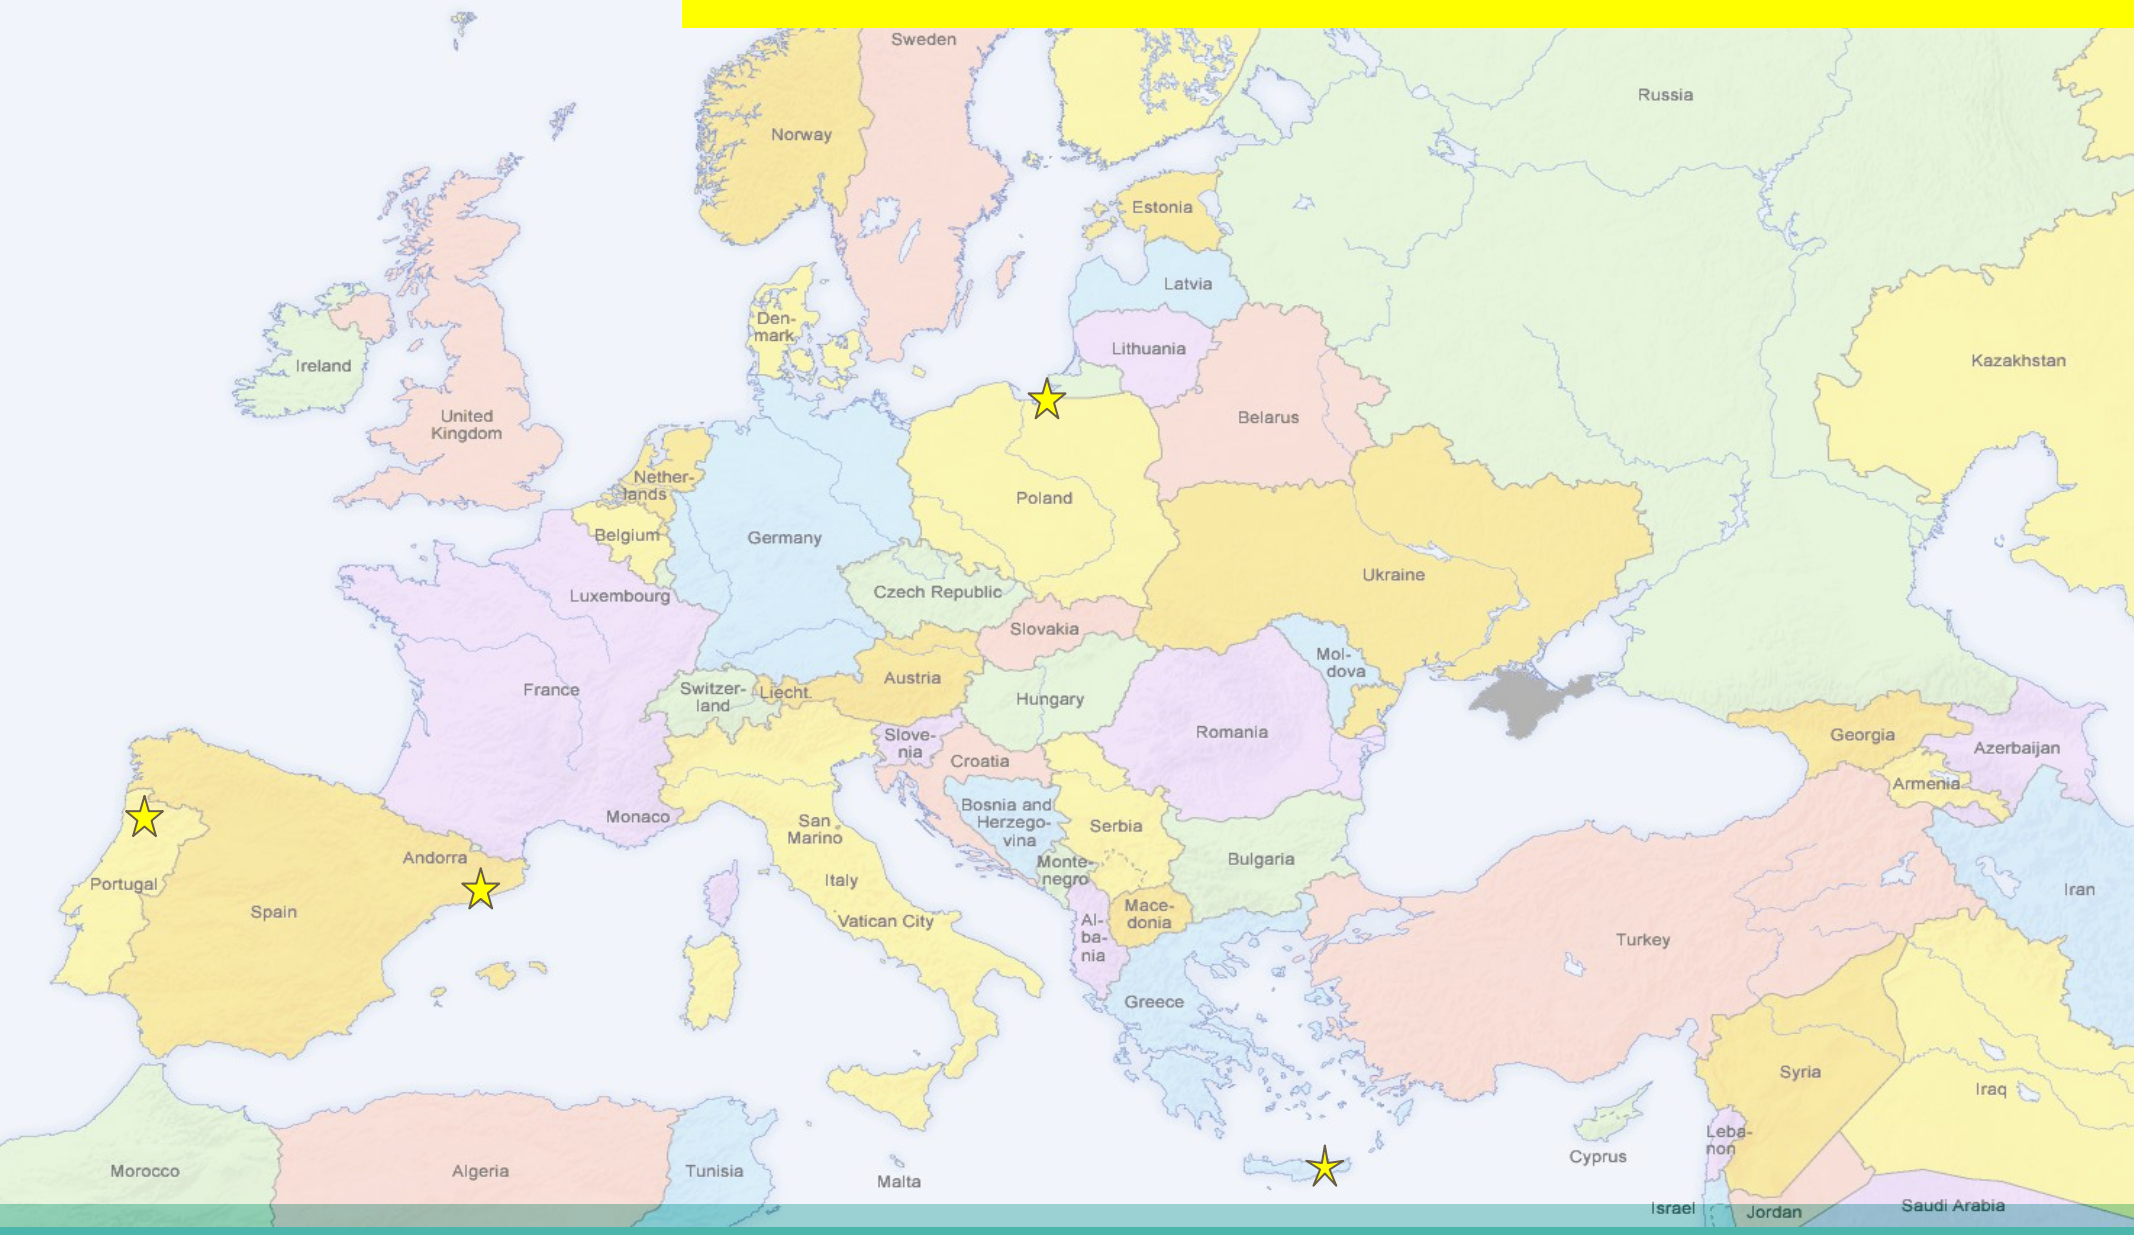 Sweden
Russia
Norway
Estonia
Latvia
Den-
mark
Lithuania
Kazakhstan
Ireland
United
Kingdom
Belarus
Nether-
lands
Poland
Belgium
Germany
Ukraine
Czech Republic
Luxembourg
Slovakia
Mol-
dova
Austria
France
Switzer-
land
Liecht.
Hungary
Romania
Slove-
nia
Georgia
Azerbaijan
Croatia
Armenia
Bosnia and
Herzego-
vina
Monaco
San
Marino
Serbia
Andorra
Monte-
negro
Bulgaria
Portugal
Italy
Iran
Spain
Vatican City
Mace-
donia
Al-
ba-
nia
Turkey
Greece
Syria
Iraq
Leba-
non
Cyprus
Morocco
Algeria
Tunisia
Malta
Israel
Jordan
Saudi Arabia